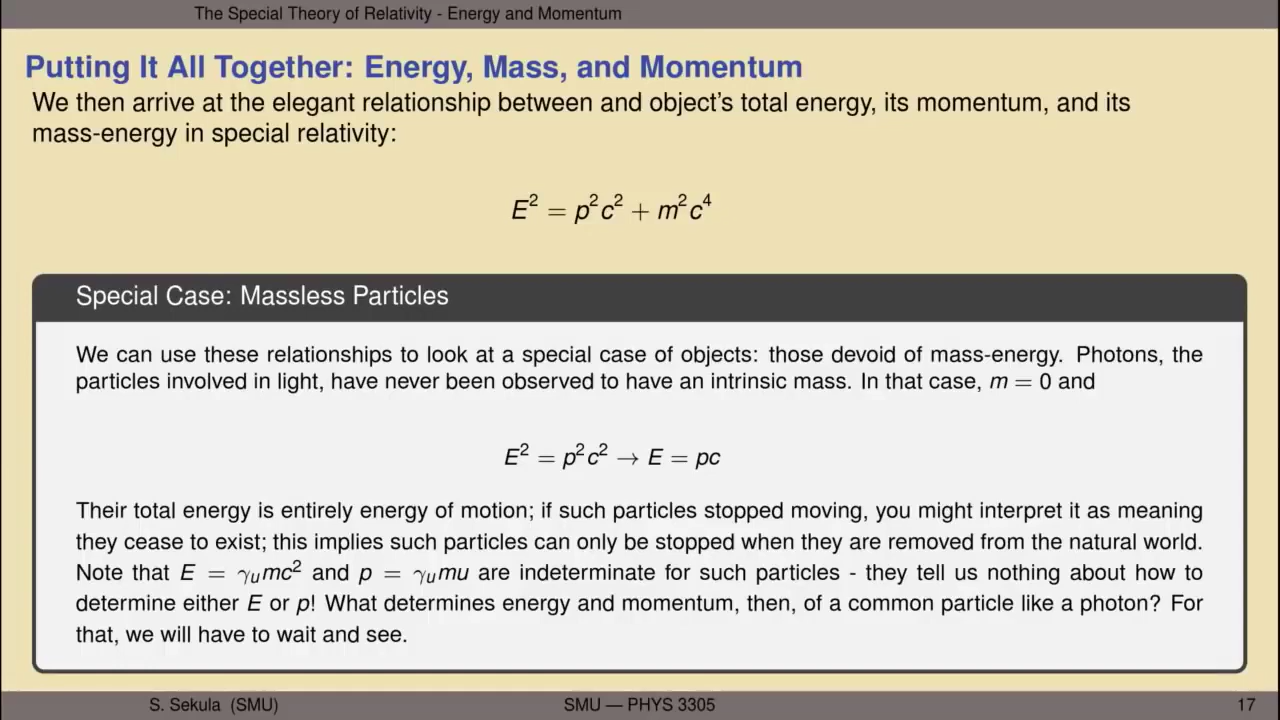 The Special Theory of Relativity - Energy and Momentum
Putting It All Together: Energy, Mass, and Momentum
We then arrive at the elegant relationship between and object's total energy, its momentum, and its
mass-energy in special relativity:
E² = p²c² + m²c⁴
Special Case: Massless Particles
We can use these relationships to look at a special case of objects: those devoid of mass-energy. Photons, the
particles involved in light, have never been observed to have an intrinsic mass. In that case, m = 0 and
E² = p²c² → E = pc
Their total energy is entirely energy of motion; if such particles stopped moving, you might interpret it as meaning
they cease to exist; this implies such particles can only be stopped when they are removed from the natural world.
Note that E = γᵤmc² and p = γᵤmu are indeterminate for such particles - they tell us nothing about how to
determine either E or p! What determines energy and momentum, then, of a common particle like a photon? For
that, we will have to wait and see.
S. Sekula (SMU) SMU — PHYS 3305 17